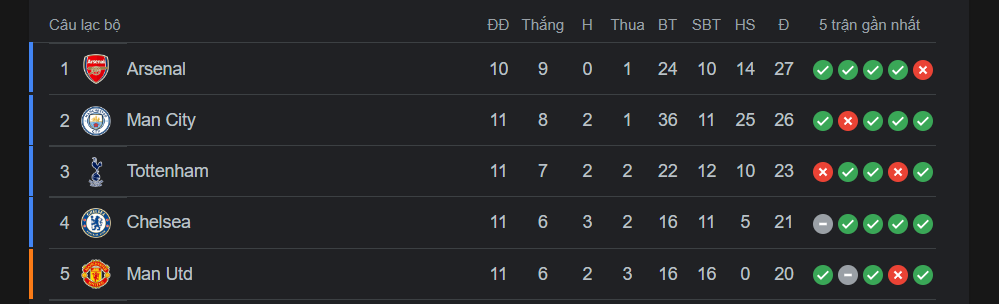 Câu lạc bộ ĐĐ Thắng H Thua BT SBT HS Đ 5 trận gần nhất
1 Arsenal 10 9 0 1 24 10 14 27
2 Man City 11 8 2 1 36 11 25 26
3 Tottenham 11 7 2 2 22 12 10 23
4 Chelsea 11 6 3 2 16 11 5 21
5 Man Utd 11 6 2 3 16 16 0 20